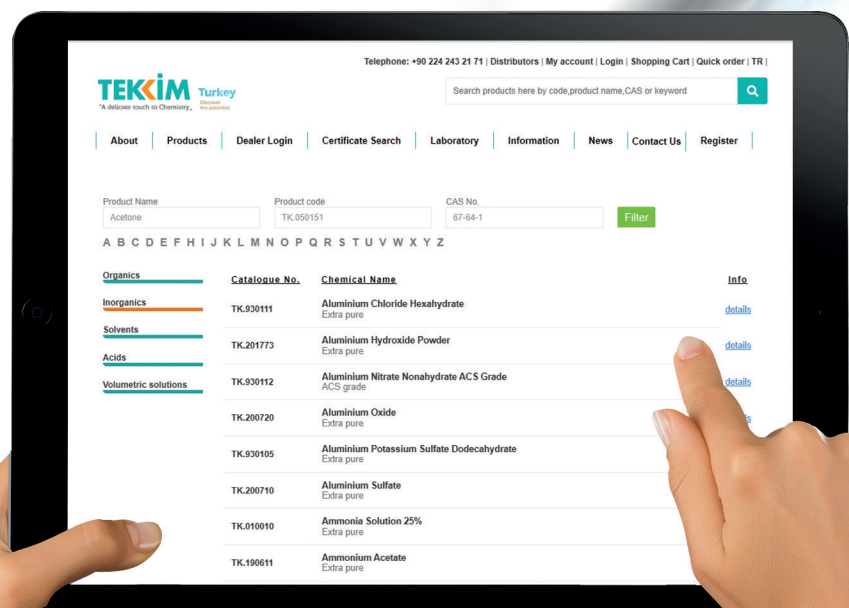 Telephone: +90 224 243 21 71 | Distributors | My account | Login | Shopping Cart | Quick order | TR |
TEKKİM Turkey
"A delicate touch to Chemistry„ Discover the potential
Search products here by code,product name,CAS or keyword
About Products Dealer Login Certificate Search Laboratory Information News Contact Us Register
Product Name Product code CAS No.
Acetone TK.050151 67-64-1 Filter
A B C D E F H I J K L M N O P Q R S T U V W X Y Z
Organics
Inorganics
Solvents
Acids
Volumetric solutions
Catalogue No. Chemical Name Info
TK.930111 Aluminium Chloride Hexahydrate details
Extra pure
TK.201773 Aluminium Hydroxide Powder details
Extra pure
TK.930112 Aluminium Nitrate Nonahydrate ACS Grade details
ACS grade
TK.200720 Aluminium Oxide
Extra pure
TK.930105 Aluminium Potassium Sulfate Dodecahydrate
Extra pure
TK.200710 Aluminium Sulfate
Extra pure
TK.010010 Ammonia Solution 25%
Extra pure
TK.190611 Ammonium Acetate
Extra pure